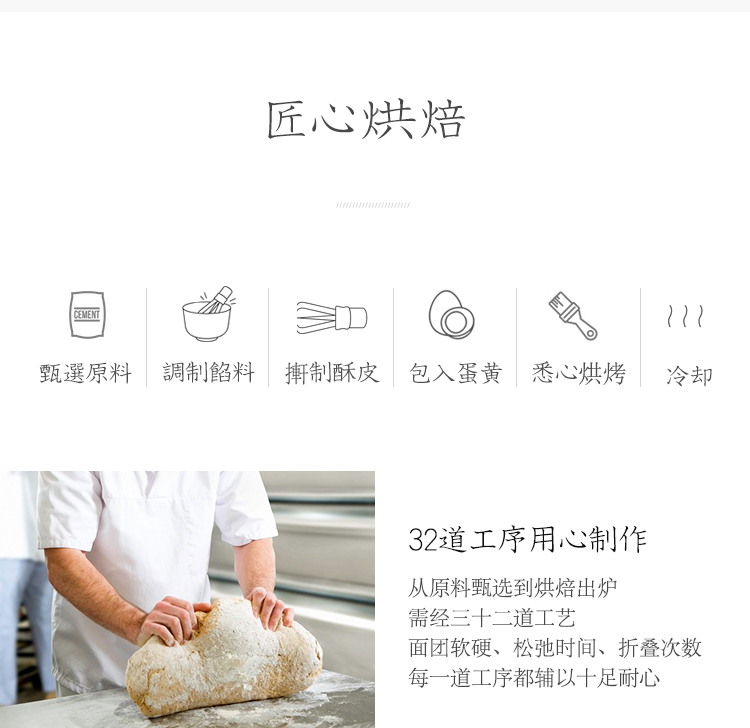 匠心烘焙
CEMENT
甄選原料
調制餡料
擀制酥皮
包入蛋黄
悉心烘烤
冷却
32道工序用心制作
从原料甄选到烘焙出炉
需经三十二道工艺
面团软硬、松弛时间、折叠次数
每一道工序都辅以十足耐心